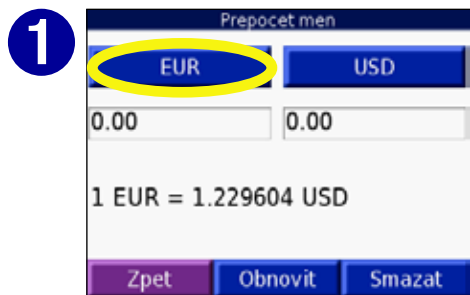 1
Prepocet men
EUR USD
0.00 0.00
1 EUR = 1.229604 USD
Zpet Obnovit Smazat